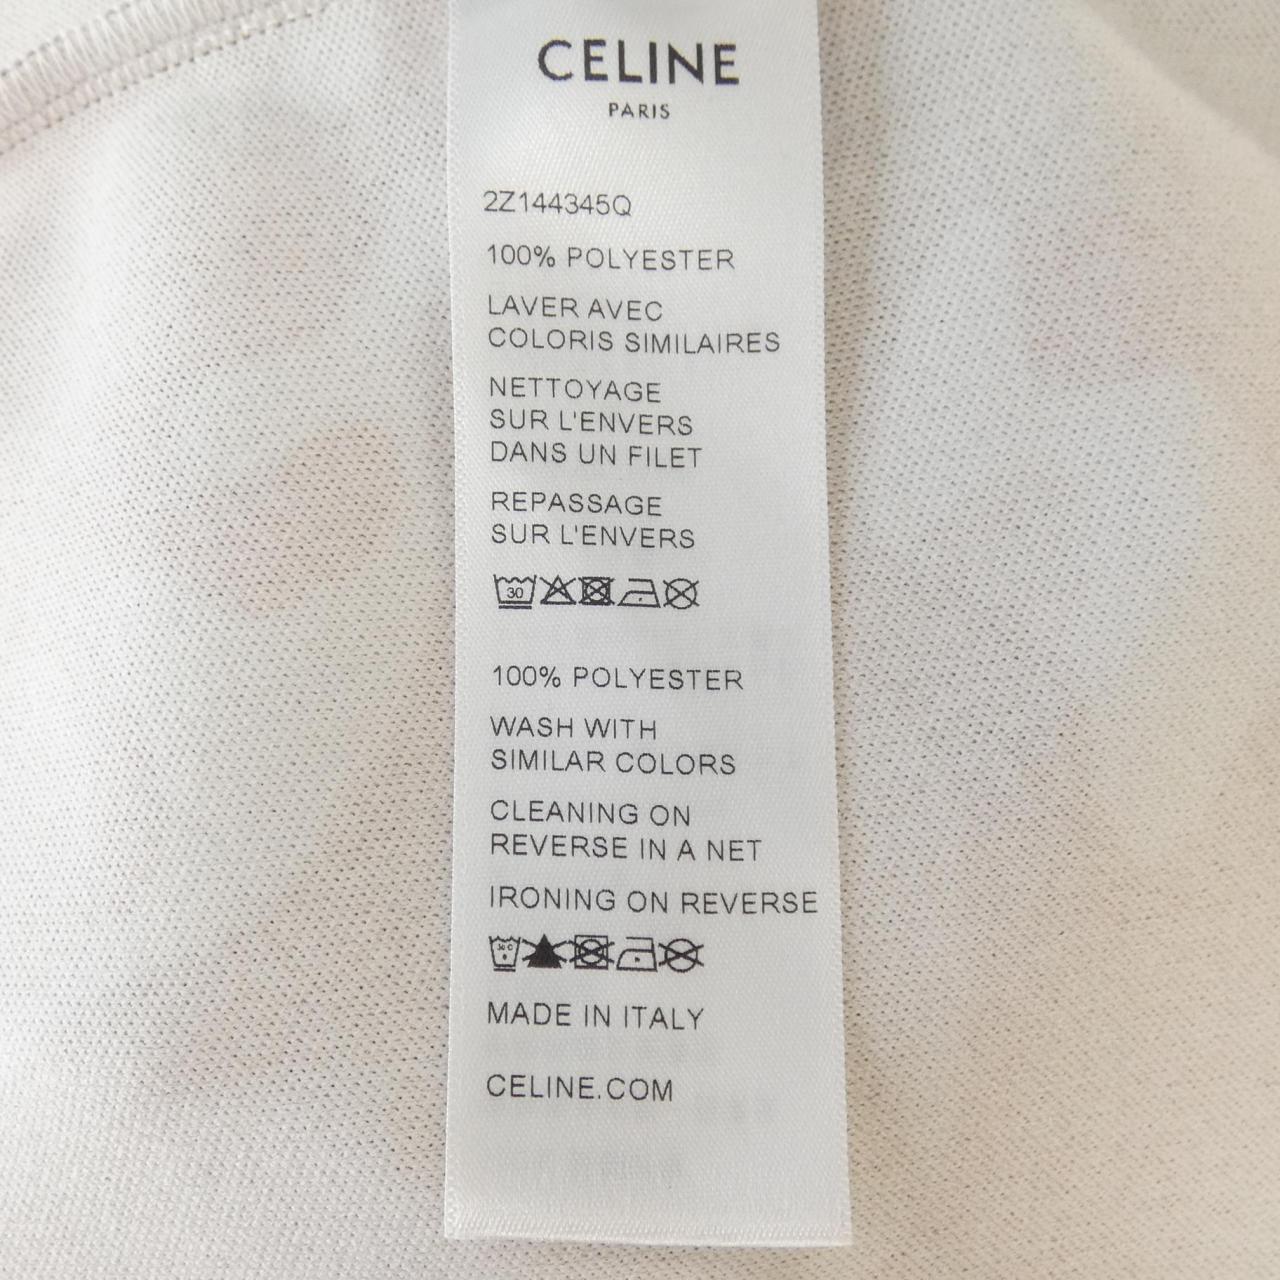 CELINE
PARIS
2Z144345Q
100% POLYESTER
LAVER AVEC
COLORIS SIMILAIRES
NETTOYAGE
SUR L'ENVERS
DANS UN FILET
REPASSAGE
SUR L'ENVERS
30
100% POLYESTER
WASH WITH
SIMILAR COLORS
CLEANING ON
REVERSE IN A NET
IRONING ON REVERSE
30 C
MADE IN ITALY
CELINE.COM